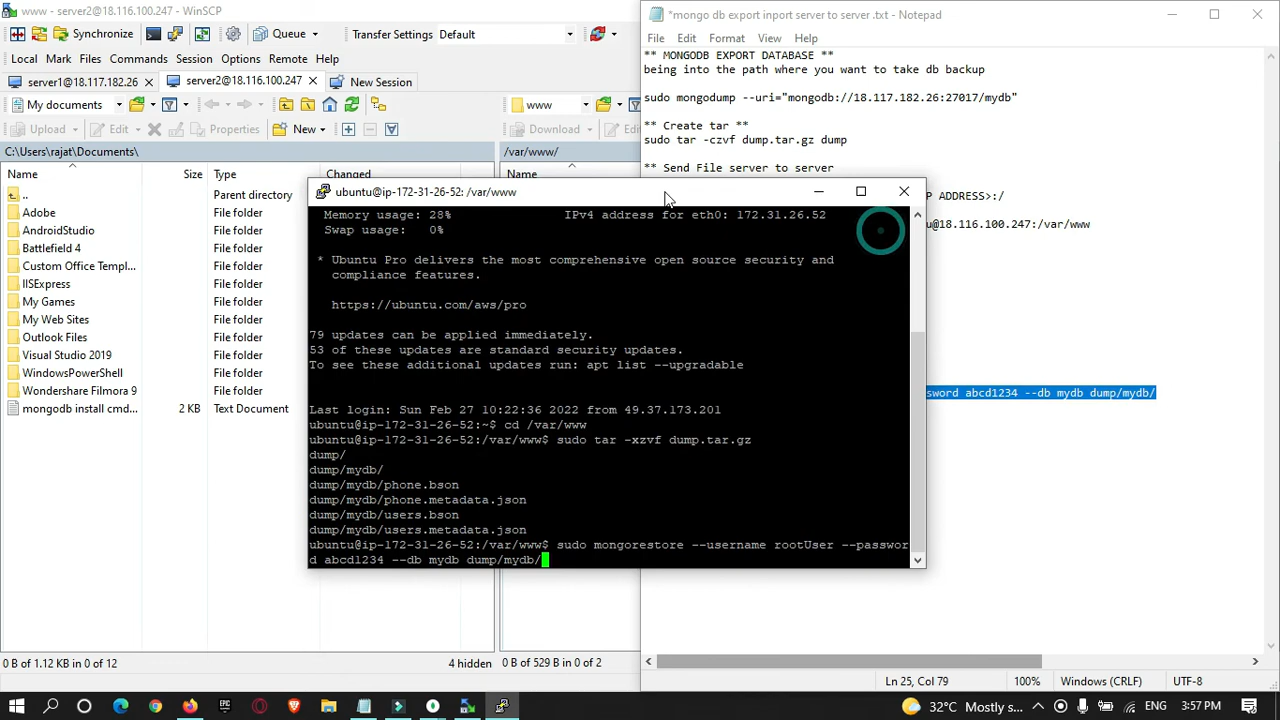 www - server2@18.116.100.247 - WinSCP
Synchronize
Queue
Transfer Settings Default
Local Mark Files Commands Session Options Remote Help
server1@18.117.182.26
server2@18.116.100.247
New Session
My documents
www
Upload
Edit
Properties
New
Download
C:\Users\rajat\Documents\
/var/www/
Name Size Type Changed
Name
.. Parent directory
Adobe File folder
AndroidStudio File folder
Battlefield 4 File folder
Custom Office Templ... File folder
IISExpress File folder
My Games File folder
My Web Sites File folder
Outlook Files File folder
Visual Studio 2019 File folder
WindowsPowerShell File folder
Wondershare Filmora 9 File folder
mongodb install cmd... 2 KB Text Document
0 B of 1.12 KB in 0 of 12
4 hidden
0 B of 529 B in 0 of 2
*mongo db export inport server to server .txt - Notepad
File Edit Format View Help
** MONGODB EXPORT DATABASE **
being into the path where you want to take db backup
sudo mongodump --uri="mongodb://18.117.182.26:27017/mydb"
** Create tar **
sudo tar -czvf dump.tar.gz dump
** Send File server to server
P ADDRESS>:/
u@18.116.100.247:/var/www
sword abcd1234 --db mydb dump/mydb/
Ln 25, Col 79
100%
Windows (CRLF)
UTF-8
ubuntu@ip-172-31-26-52: /var/www
Memory usage: 28% IPv4 address for eth0: 172.31.26.52
Swap usage: 0%
* Ubuntu Pro delivers the most comprehensive open source security and
compliance features.
https://ubuntu.com/aws/pro
79 updates can be applied immediately.
53 of these updates are standard security updates.
To see these additional updates run: apt list --upgradable
Last login: Sun Feb 27 10:22:36 2022 from 49.37.173.201
ubuntu@ip-172-31-26-52:~$ cd /var/www
ubuntu@ip-172-31-26-52:/var/www$ sudo tar -xzvf dump.tar.gz
dump/
dump/mydb/
dump/mydb/phone.bson
dump/mydb/phone.metadata.json
dump/mydb/users.bson
dump/mydb/users.metadata.json
ubuntu@ip-172-31-26-52:/var/www$ sudo mongorestore --username rootUser --passwor
d abcd1234 --db mydb dump/mydb/
32°C Mostly s...
ENG
3:57 PM